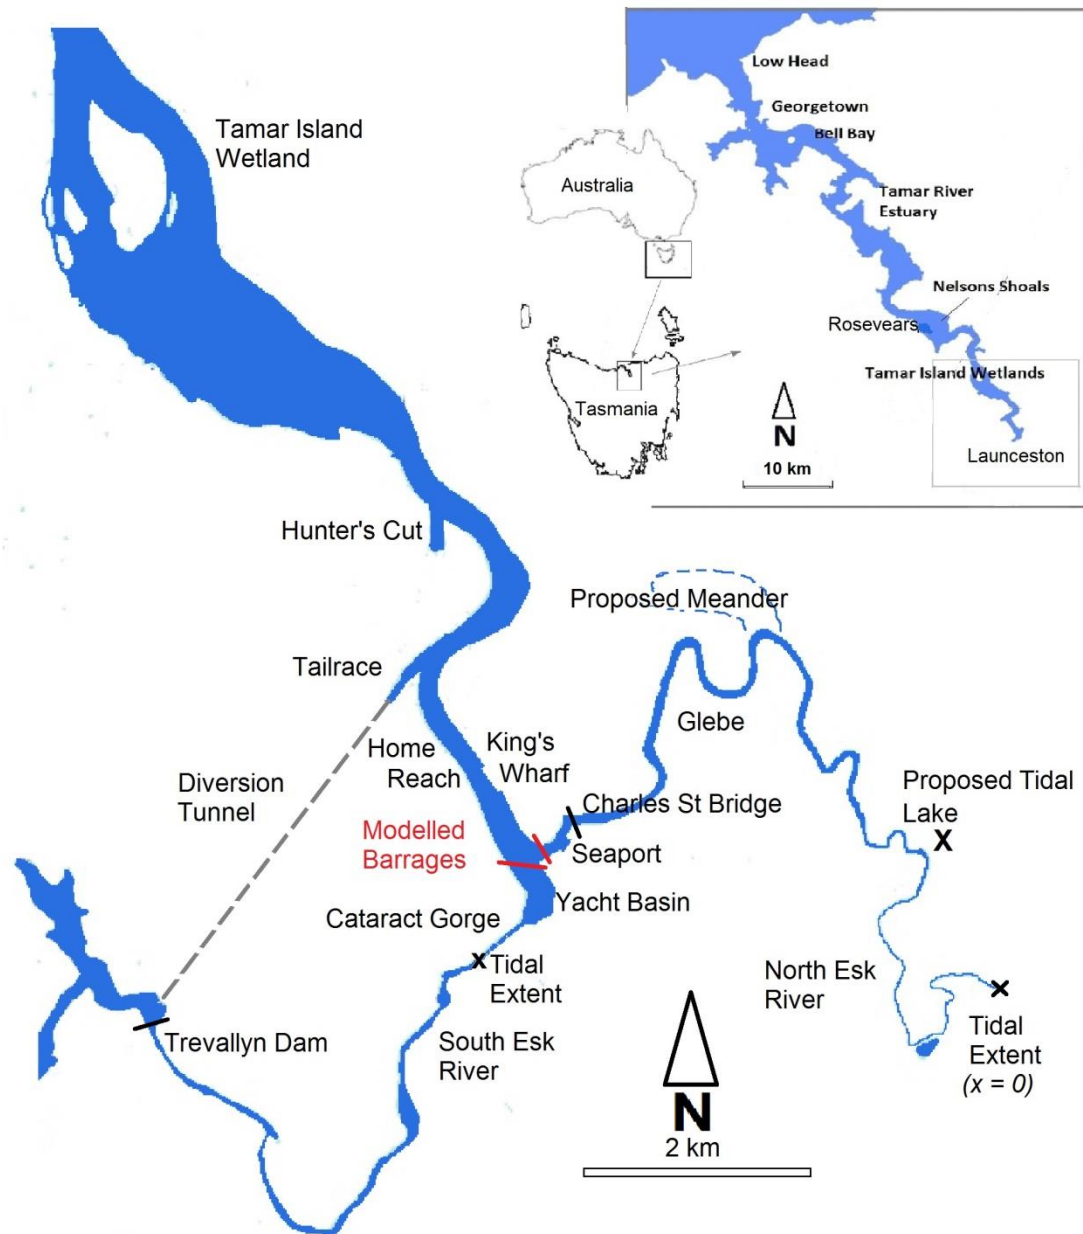 Low Head
Georgetown
Bell Bay
Tamar Island
Wetland
Australia
Tamar River
Estuary
Nelsons Shoals
Rosevears
Tamar Island Wetlands
Tasmania
N
10 km
Launceston
Hunter's Cut
Proposed Meander
Tailrace
Glebe
Home
Reach
King's
Wharf
Diversion
Tunnel
Proposed Tidal
Lake
X
Charles St Bridge
Modelled
Barrages
Seaport
Yacht Basin
Cataract Gorge
x
Tidal
Extent
North Esk
River
x
Tidal
Extent
(x = 0)
South Esk
River
Trevallyn Dam
N
2 km